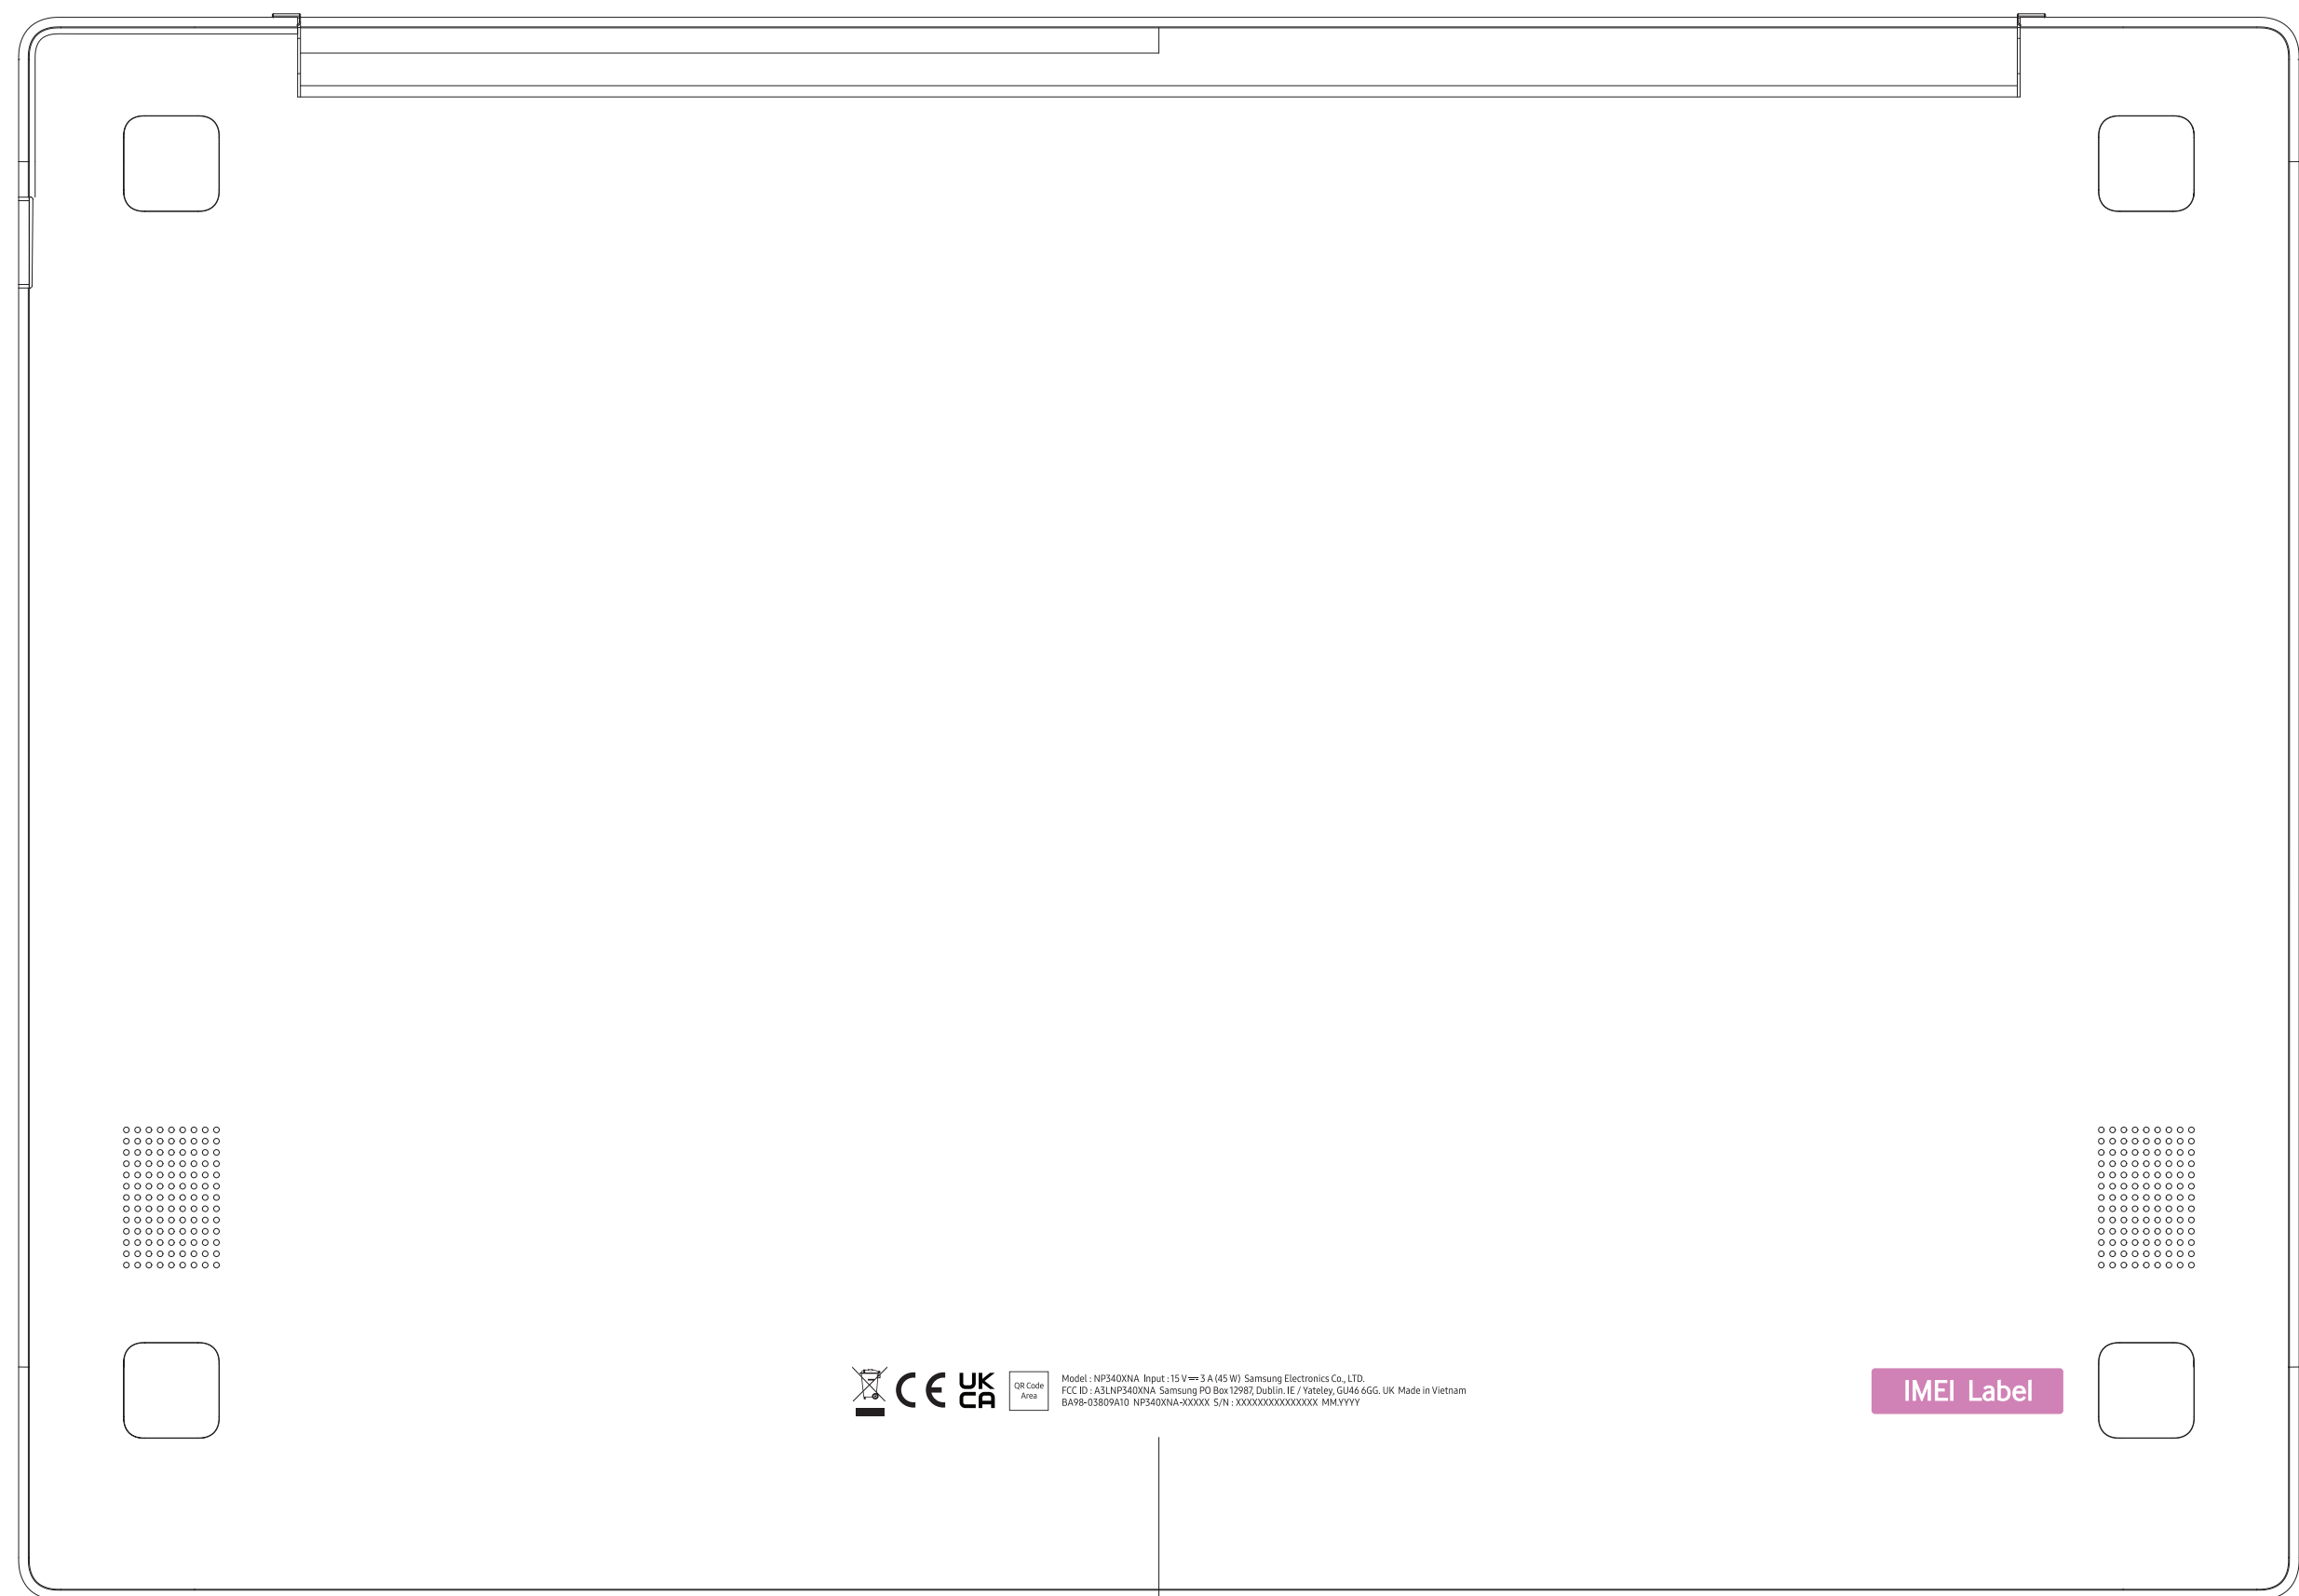 CE
UK
CA
QR Code
Area
Model : NP340XNA Input : 15 V⎓3 A (45 W) Samsung Electronics Co., LTD.
FCC ID : A3LNP340XNA Samsung PO Box 12987, Dublin. IE / Yateley, GU46 6GG. UK Made in Vietnam
BA98-03809A10 NP340XNA-XXXXX S/N : XXXXXXXXXXXXXXX MM.YYYY
IMEI Label